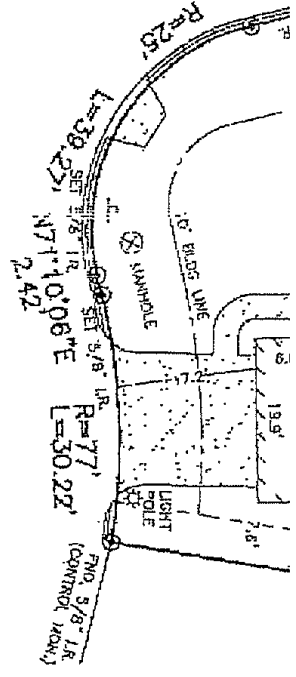 R=25'
L=39.27'
SET 5/8" I.R.
N71°10'06"E
2.42
SET 5/8" I.R.
R=77'
L=30.22'
MANHOLE
10' BLDG LINE
17.2'
19.9'
LIGHT
POLE
7.6'
FND. 5/8" I.R.
(CONTROL MON.)